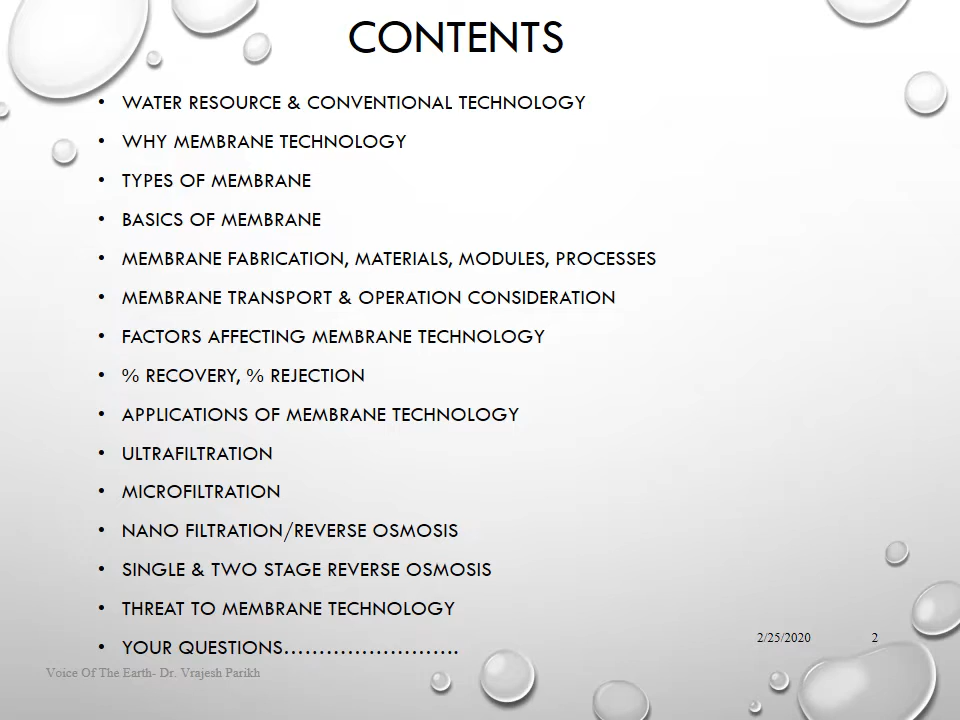 CONTENTS
• WATER RESOURCE & CONVENTIONAL TECHNOLOGY
• WHY MEMBRANE TECHNOLOGY
• TYPES OF MEMBRANE
• BASICS OF MEMBRANE
• MEMBRANE FABRICATION, MATERIALS, MODULES, PROCESSES
• MEMBRANE TRANSPORT & OPERATION CONSIDERATION
• FACTORS AFFECTING MEMBRANE TECHNOLOGY
• % RECOVERY, % REJECTION
• APPLICATIONS OF MEMBRANE TECHNOLOGY
• ULTRAFILTRATION
• MICROFILTRATION
• NANO FILTRATION/REVERSE OSMOSIS
• SINGLE & TWO STAGE REVERSE OSMOSIS
• THREAT TO MEMBRANE TECHNOLOGY
• YOUR QUESTIONS…………………….
2/25/2020 2
Voice Of The Earth- Dr. Vrajesh Parikh